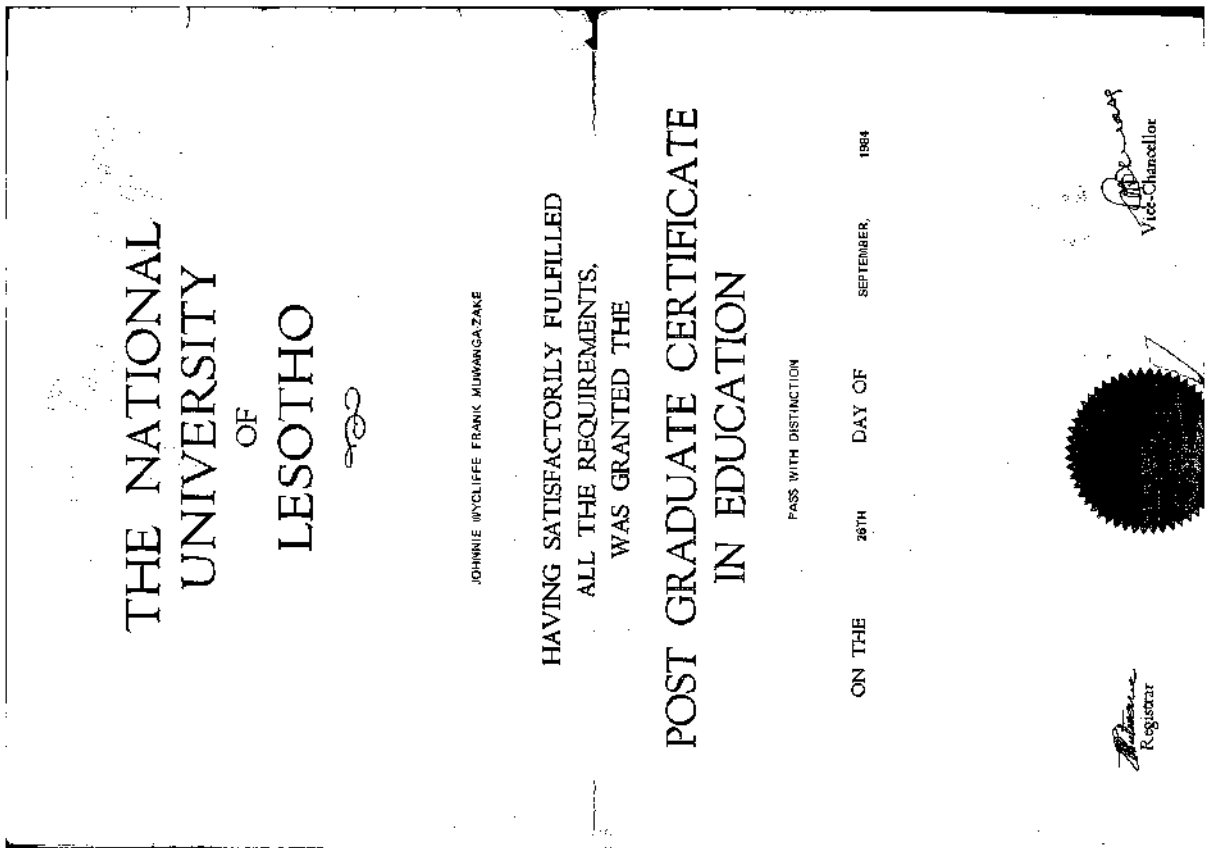 THE NATIONAL
UNIVERSITY
OF
LESOTHO
JOHNNIE WYCLIFFE FRANK MUWANGA-ZAKE
HAVING SATISFACTORILY FULFILLED
ALL THE REQUIREMENTS,
WAS GRANTED THE
POST GRADUATE CERTIFICATE
IN EDUCATION
PASS WITH DISTINCTION
ON THE 26TH DAY OF SEPTEMBER, 1984
Registrar Vice-Chancellor